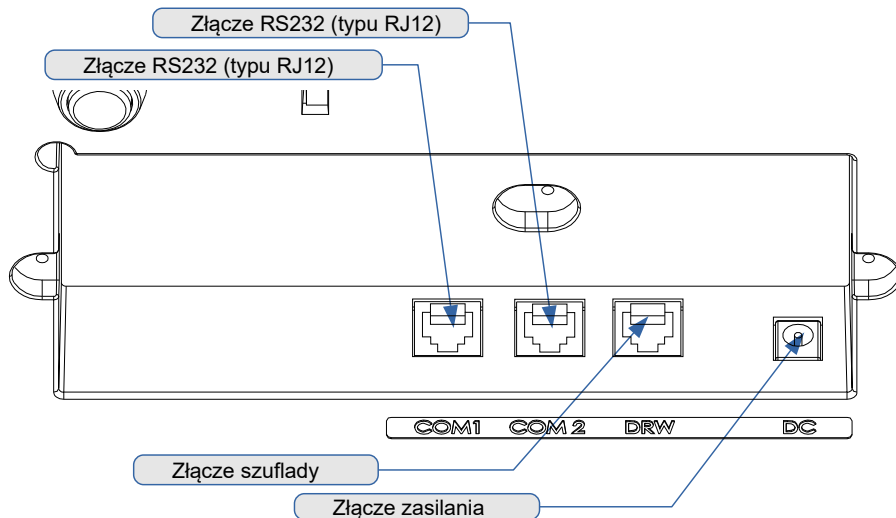 Złącze RS232 (typu RJ12)
Złącze RS232 (typu RJ12)
COM1 COM 2 DRW DC
Złącze szuflady
Złącze zasilania